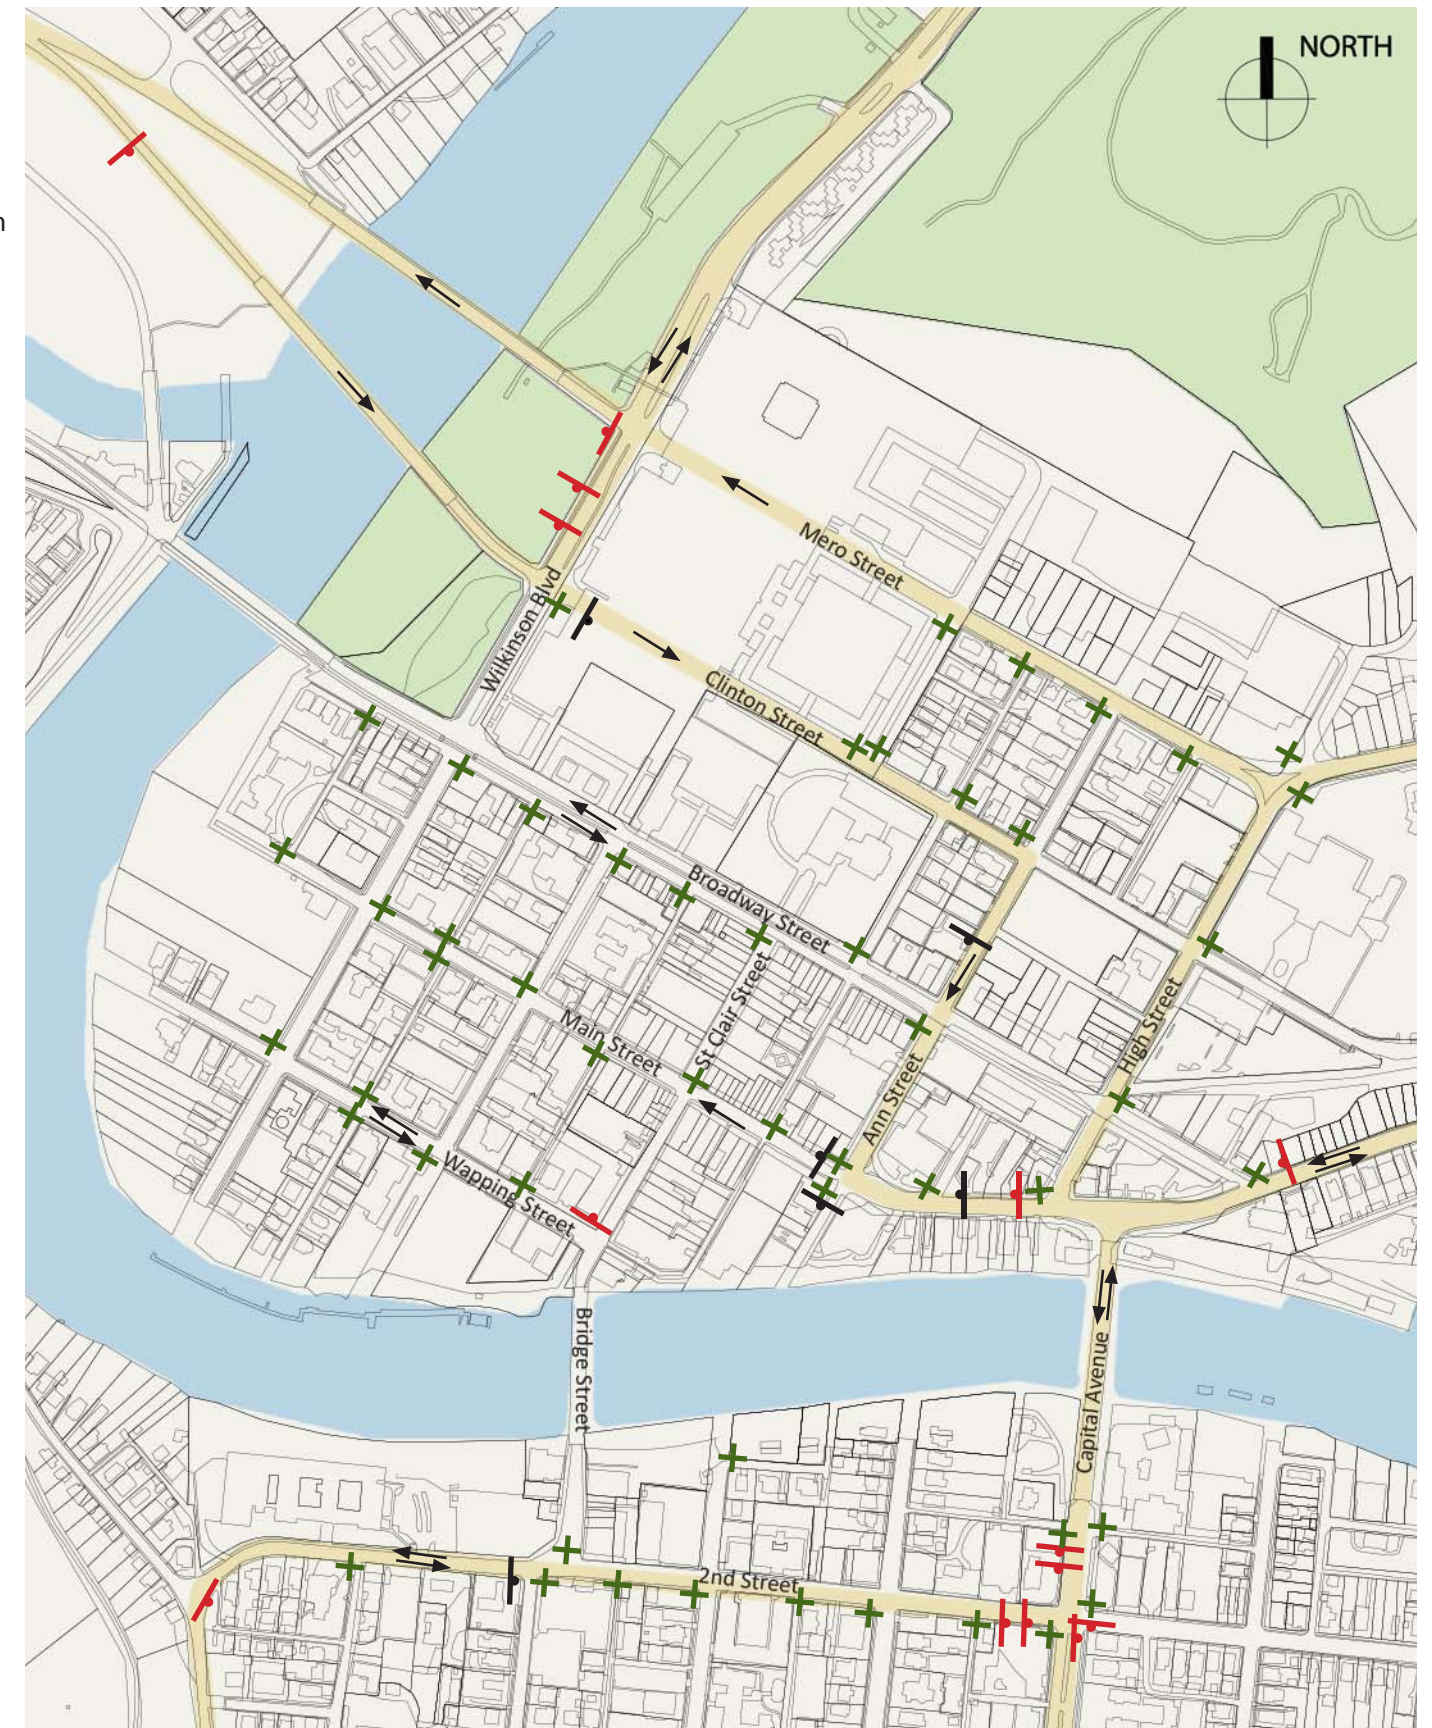 NORTH
n
Mero Street
Wilkinson Blvd
Clinton Street
Broadway Street
St Clair Street
High Street
Main Street
Ann Street
Wapping Street
Bridge Street
Capital Avenue
2nd Street